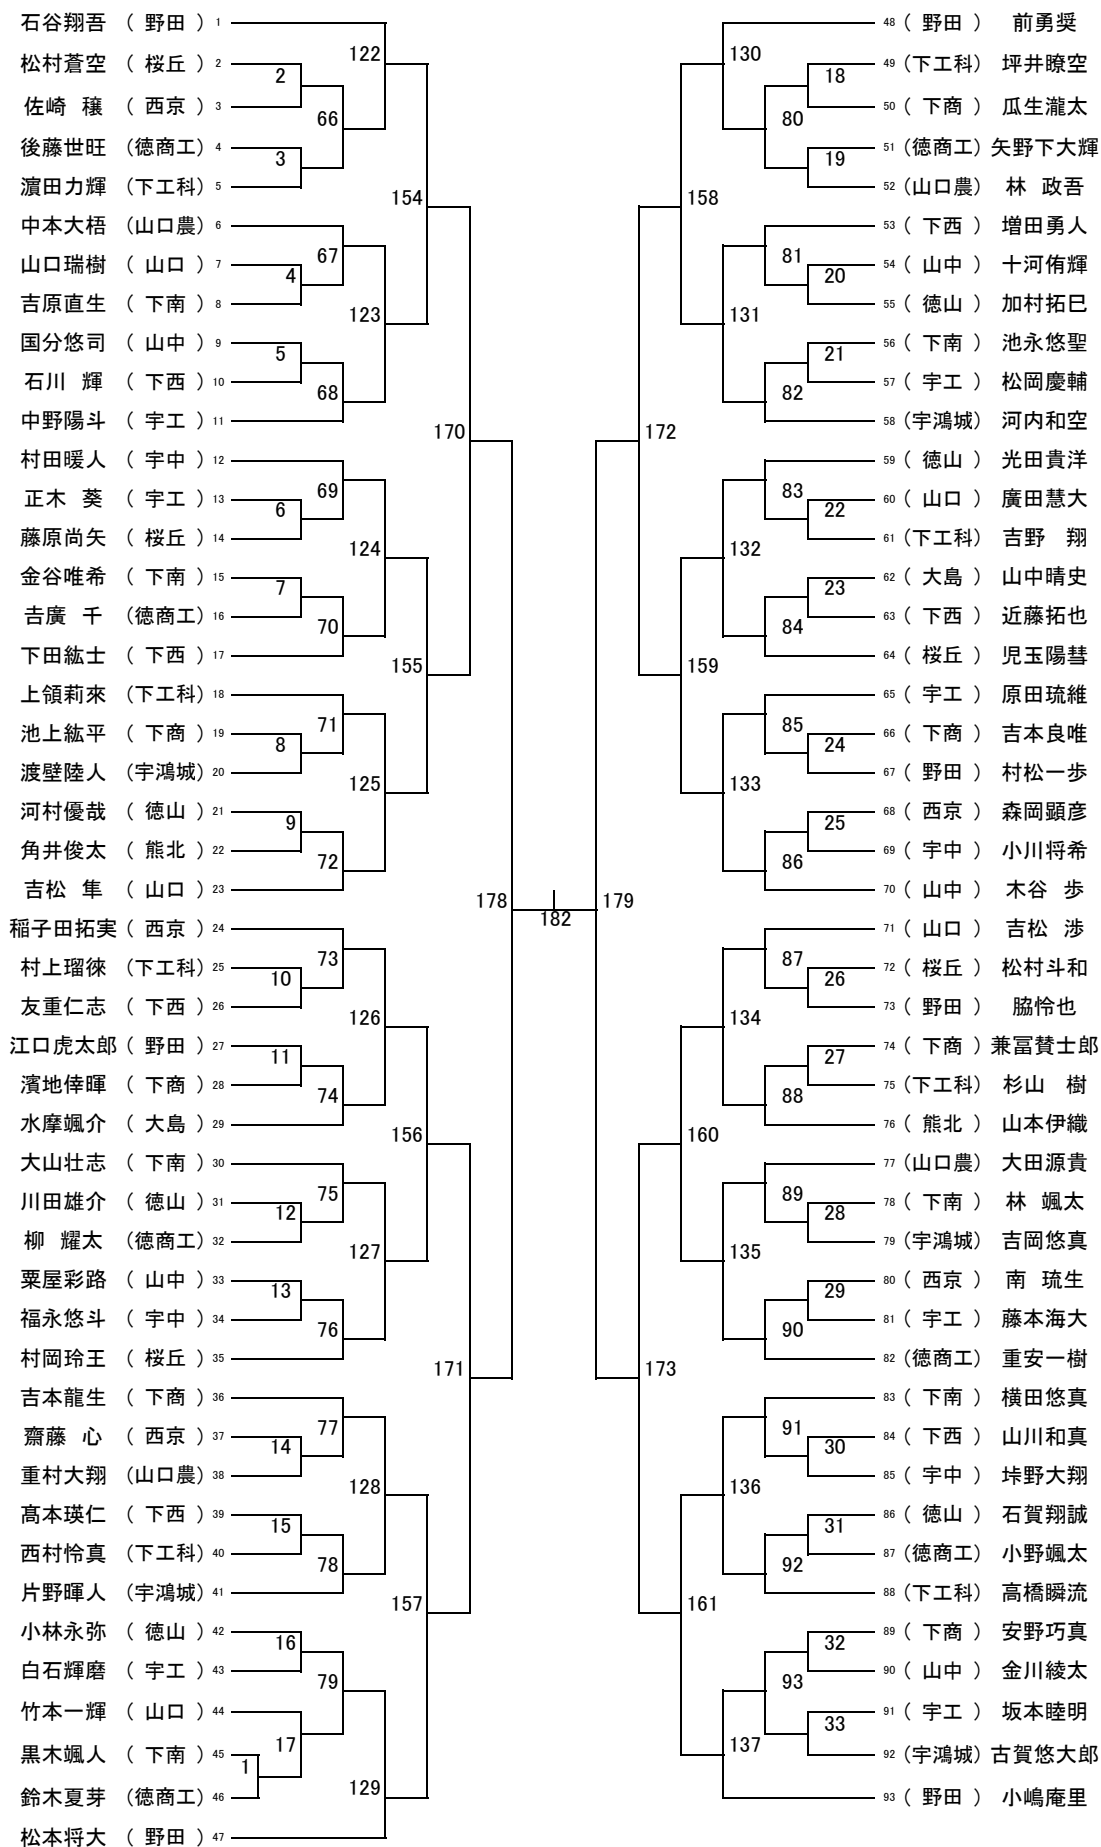 石谷翔吾 ( 野田 ) 1
松村蒼空 ( 桜丘 ) 2
佐崎 穣 ( 西京 ) 3
後藤世旺 (徳商工) 4
濵田力輝 (下工科) 5
中本大梧 (山口農) 6
山口瑞樹 ( 山口 ) 7
吉原直生 ( 下南 ) 8
国分悠司 ( 山中 ) 9
石川 輝 ( 下西 ) 10
中野陽斗 ( 宇工 ) 11
村田暖人 ( 宇中 ) 12
正木 葵 ( 宇工 ) 13
藤原尚矢 ( 桜丘 ) 14
金谷唯希 ( 下南 ) 15
𠮷廣 千 (徳商工) 16
下田紘士 ( 下西 ) 17
上領莉來 (下工科) 18
池上紘平 ( 下商 ) 19
渡壁陸人 (宇鴻城) 20
河村優哉 ( 徳山 ) 21
角井俊太 ( 熊北 ) 22
吉松 隼 ( 山口 ) 23
稲子田拓実 ( 西京 ) 24
村上瑠徠 (下工科) 25
友重仁志 ( 下西 ) 26
江口虎太郎 ( 野田 ) 27
濱地倖暉 ( 下商 ) 28
水摩颯介 ( 大島 ) 29
大山壮志 ( 下南 ) 30
川田雄介 ( 徳山 ) 31
柳 耀太 (徳商工) 32
粟屋彩路 ( 山中 ) 33
福永悠斗 ( 宇中 ) 34
村岡玲王 ( 桜丘 ) 35
吉本龍生 ( 下商 ) 36
齋藤 心 ( 西京 ) 37
重村大翔 (山口農) 38
髙本瑛仁 ( 下西 ) 39
西村怜真 (下工科) 40
片野暉人 (宇鴻城) 41
小林永弥 ( 徳山 ) 42
白石輝磨 ( 宇工 ) 43
竹本一輝 ( 山口 ) 44
黒木颯人 ( 下南 ) 45
鈴木夏芽 (徳商工) 46
松本将大 ( 野田 ) 47
1
2
3
4
5
6
7
8
9
10
11
12
13
14
15
16
17
66
67
68
69
70
71
72
73
74
75
76
77
78
79
122
123
124
125
126
127
128
129
154
155
156
157
170
171
178
182
179
172
173
158
159
160
161
130
131
132
133
134
135
136
137
80
81
82
83
84
85
86
87
88
89
90
91
92
93
18
19
20
21
22
23
24
25
26
27
28
29
30
31
32
33
48 ( 野田 ) 前勇奨
49 (下工科) 坪井瞭空
50 ( 下商 ) 瓜生瀧太
51 (徳商工) 矢野下大輝
52 (山口農) 林 政吾
53 ( 下西 ) 増田勇人
54 ( 山中 ) 十河侑輝
55 ( 徳山 ) 加村拓巳
56 ( 下南 ) 池永悠聖
57 ( 宇工 ) 松岡慶輔
58 (宇鴻城) 河内和空
59 ( 徳山 ) 光田貴洋
60 ( 山口 ) 廣田慧大
61 (下工科) 吉野 翔
62 ( 大島 ) 山中晴史
63 ( 下西 ) 近藤拓也
64 ( 桜丘 ) 児玉陽彗
65 ( 宇工 ) 原田琉維
66 ( 下商 ) 吉本良唯
67 ( 野田 ) 村松一歩
68 ( 西京 ) 森岡顕彦
69 ( 宇中 ) 小川将希
70 ( 山中 ) 木谷 歩
71 ( 山口 ) 吉松 渉
72 ( 桜丘 ) 松村斗和
73 ( 野田 ) 脇怜也
74 ( 下商 ) 兼冨賛士郎
75 (下工科) 杉山 樹
76 ( 熊北 ) 山本伊織
77 (山口農) 大田源貴
78 ( 下南 ) 林 颯太
79 (宇鴻城) 吉岡悠真
80 ( 西京 ) 南 琉生
81 ( 宇工 ) 藤本海大
82 (徳商工) 重安一樹
83 ( 下南 ) 横田悠真
84 ( 下西 ) 山川和真
85 ( 宇中 ) 垰野大翔
86 ( 徳山 ) 石賀翔誠
87 (徳商工) 小野颯太
88 (下工科) 高橋瞬流
89 ( 下商 ) 安野巧真
90 ( 山中 ) 金川綾太
91 ( 宇工 ) 坂本睦明
92 (宇鴻城) 古賀悠大郎
93 ( 野田 ) 小嶋庵里